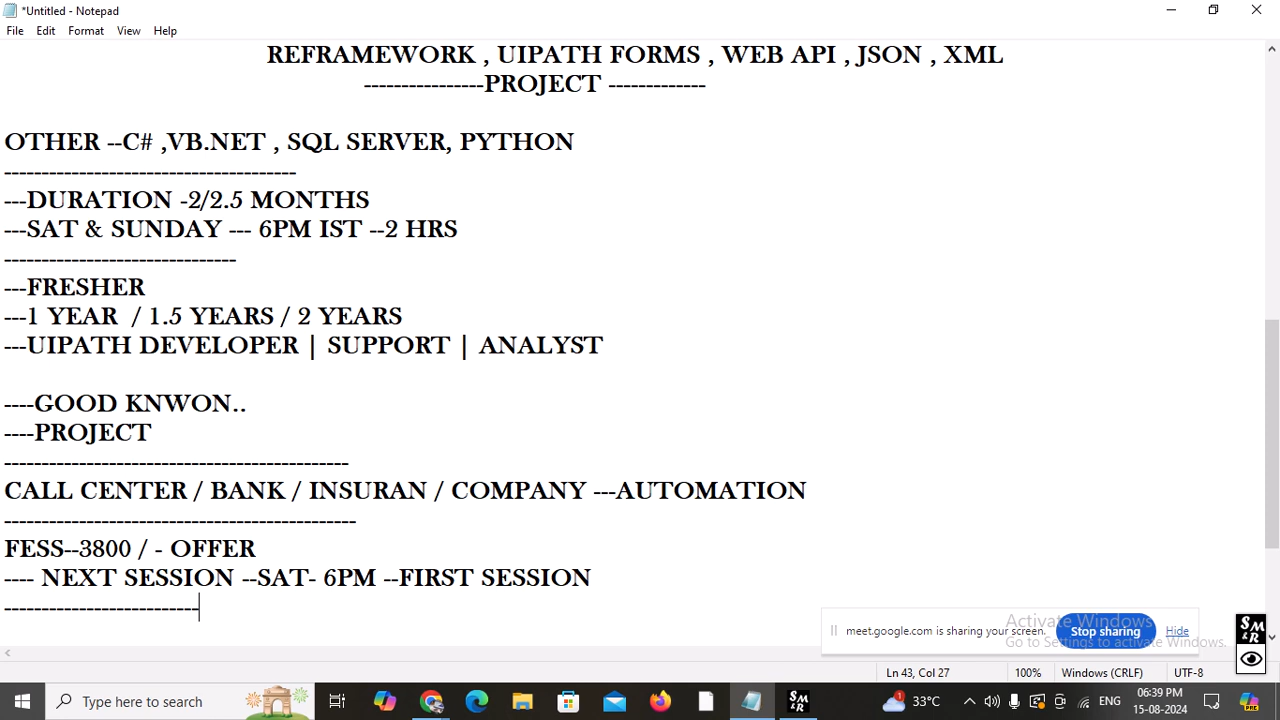 *Untitled - Notepad
File Edit Format View Help
REFRAMEWORK , UIPATH FORMS , WEB API , JSON , XML
----------------PROJECT -------------
OTHER --C# ,VB.NET , SQL SERVER, PYTHON
---------------------------------------
---DURATION -2/2.5 MONTHS
---SAT & SUNDAY --- 6PM IST --2 HRS
-------------------------------
---FRESHER
---1 YEAR  / 1.5 YEARS / 2 YEARS
---UIPATH DEVELOPER | SUPPORT | ANALYST
----GOOD KNWON..
----PROJECT
----------------------------------------------
CALL CENTER / BANK / INSURAN / COMPANY ---AUTOMATION
-----------------------------------------------
FESS--3800 / - OFFER
---- NEXT SESSION --SAT- 6PM --FIRST SESSION
--------------------------
Activate Windows
Go to Settings to activate Windows.
meet.google.com is sharing your screen. Stop sharing Hide
SM
&R
Ln 43, Col 27 100% Windows (CRLF) UTF-8
Type here to search
SM
&R
1 33°C ENG 06:39 PM
15-08-2024
PRE